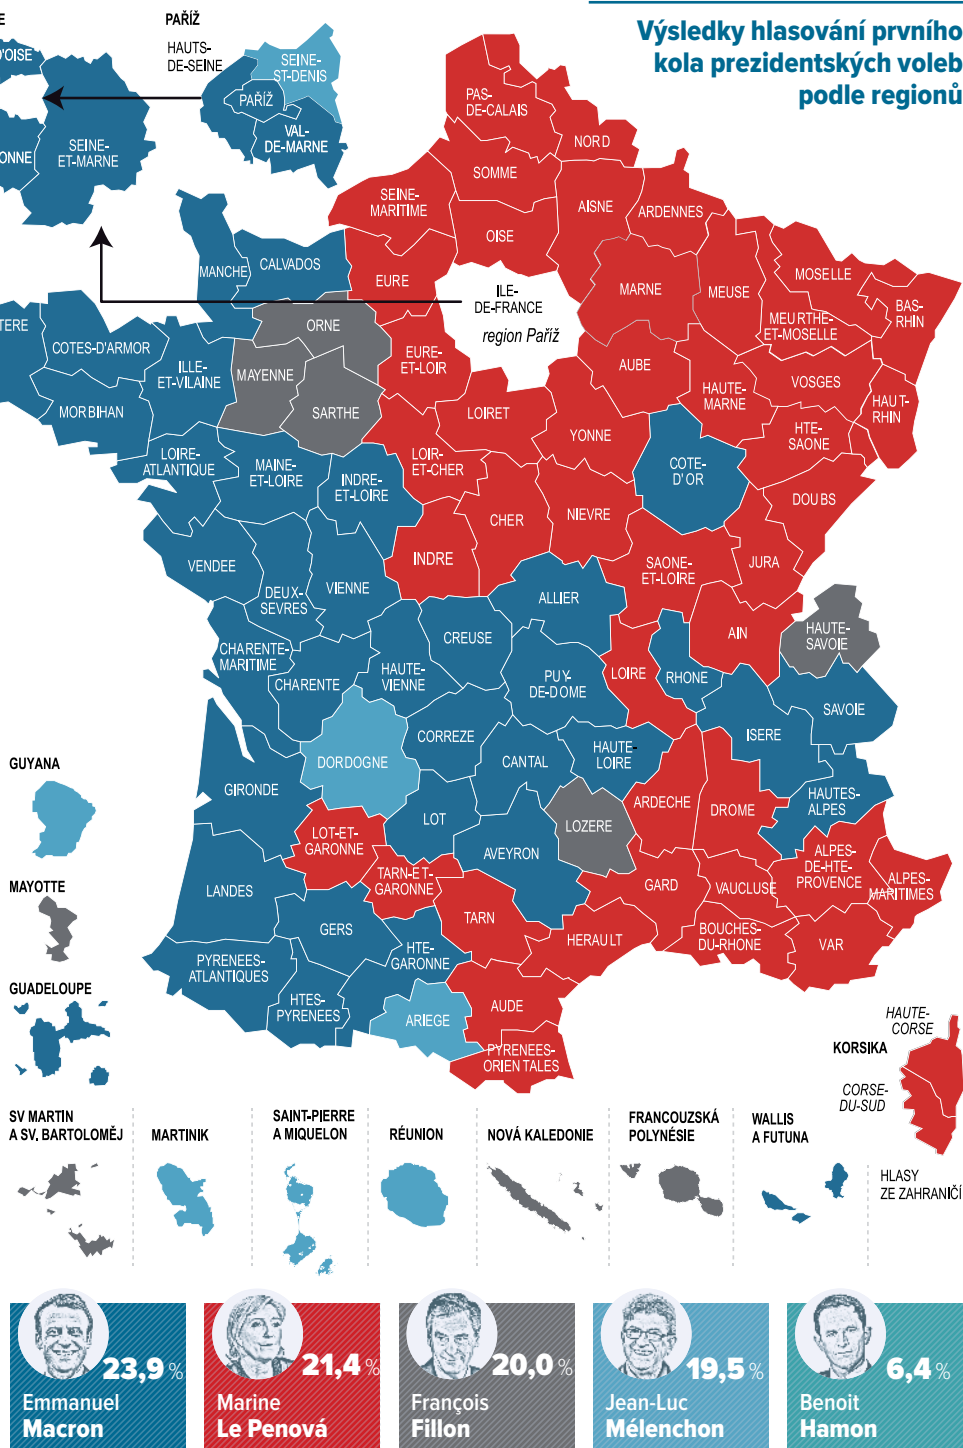 Výsledky hlasování prvního
kola prezidentských voleb
podle regionů
E
PAŘÍŽ
D'OISE
HAUTS-
DE-SEINE
SEINE-
ST-DENIS
PAŘÍŽ
VAL-
DE-MARNE
ONNE
SEINE-
ET-MARNE
PAS-
DE-CALAIS
NORD
SOMME
SEINE-
MARITIME
AISNE
ARDENNES
OISE
MANCHE
CALVADOS
EURE
ILE-
DE-FRANCE
region Paříž
MARNE
MEUSE
MOSELLE
BAS-
RHIN
MEURTHE-
ET-MOSELLE
TERE
COTES-D'ARMOR
ORNE
ILLE-
ET-VILAINE
MAYENNE
EURE-
ET-LOIR
AUBE
HAUTE-
MARNE
VOSGES
HAUT-
RHIN
MORBIHAN
SARTHE
LOIRET
YONNE
HTE-
SAONE
LOIRE-
ATLANTIQUE
MAINE-
ET-LOIRE
INDRE-
ET-LOIRE
LOIR-
ET-CHER
COTE-
D'OR
DOUBS
CHER
NIEVRE
VENDEE
DEUX-
SEVRES
VIENNE
INDRE
SAONE-
ET-LOIRE
JURA
ALLIER
CHARENTE-
MARITIME
CREUSE
AIN
HAUTE-
SAVOIE
CHARENTE
HAUTE-
VIENNE
PUY-
DE-DOME
LOIRE
RHONE
SAVOIE
CORREZE
ISERE
DORDOGNE
CANTAL
HAUTE-
LOIRE
GUYANA
GIRONDE
HAUTES-
ALPES
LOT-ET-
GARONNE
LOT
AVEYRON
LOZERE
ARDECHE
DROME
ALPES-
DE-HTE-
PROVENCE
ALPES-
MARITIMES
MAYOTTE
LANDES
TARN-ET-
GARONNE
TARN
GARD
VAUCLUSE
GERS
HERAULT
BOUCHES-
DU-RHONE
VAR
PYRENEES-
ATLANTIQUES
HTE-
GARONNE
GUADELOUPE
HTES-
PYRENEES
ARIEGE
AUDE
PYRENEES-
ORIENTALES
HAUTE-
CORSE
KORSIKA
CORSE-
DU-SUD
SV MARTIN
A SV. BARTOLOMĚJ
MARTINIK
SAINT-PIERRE
A MIQUELON
RÉUNION
NOVÁ KALEDONIE
FRANCOUZSKÁ
POLYNÉSIE
WALLIS
A FUTUNA
HLASY
ZE ZAHRANIČÍ
23,9 %
Emmanuel
Macron
21,4 %
Marine
Le Penová
20,0 %
François
Fillon
19,5 %
Jean-Luc
Mélenchon
6,4 %
Benoit
Hamon